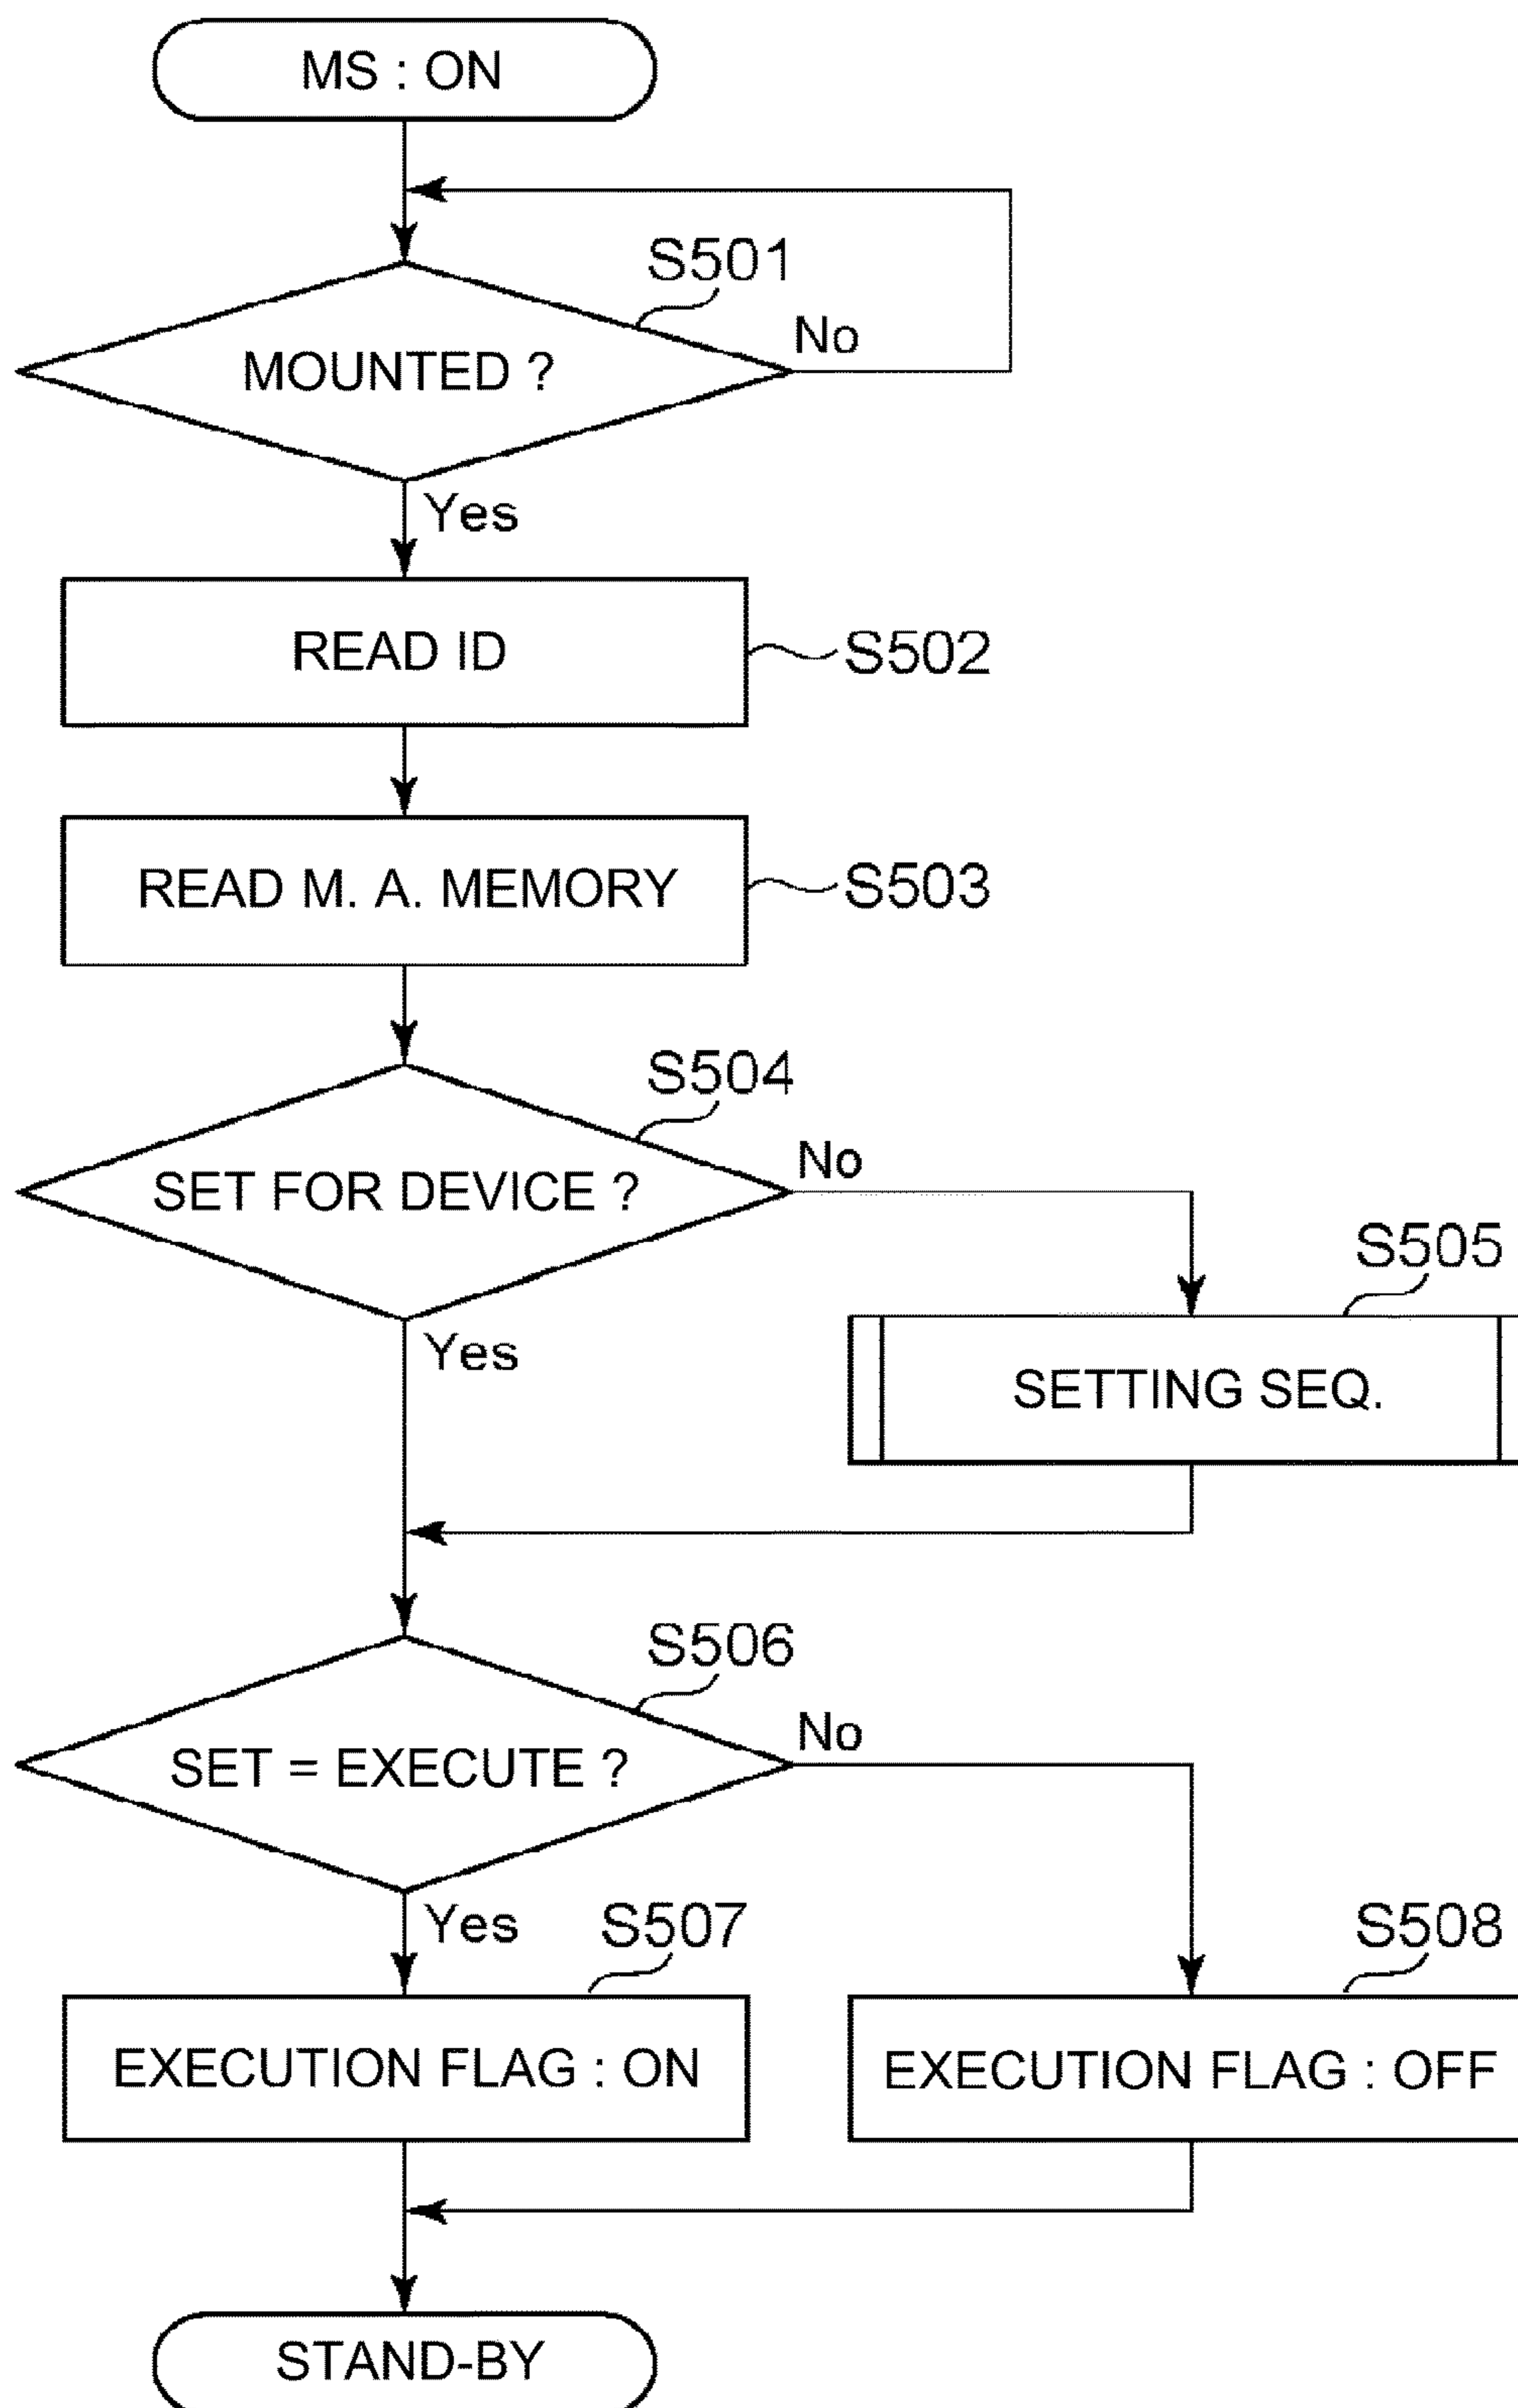 MS : ON
S501
MOUNTED ?
No
Yes
READ ID
S502
READ M. A. MEMORY
S503
S504
SET FOR DEVICE ?
No
Yes
S505
SETTING SEQ.
S506
SET = EXECUTE ?
No
Yes
S507
EXECUTION FLAG : ON
S508
EXECUTION FLAG : OFF
STAND-BY